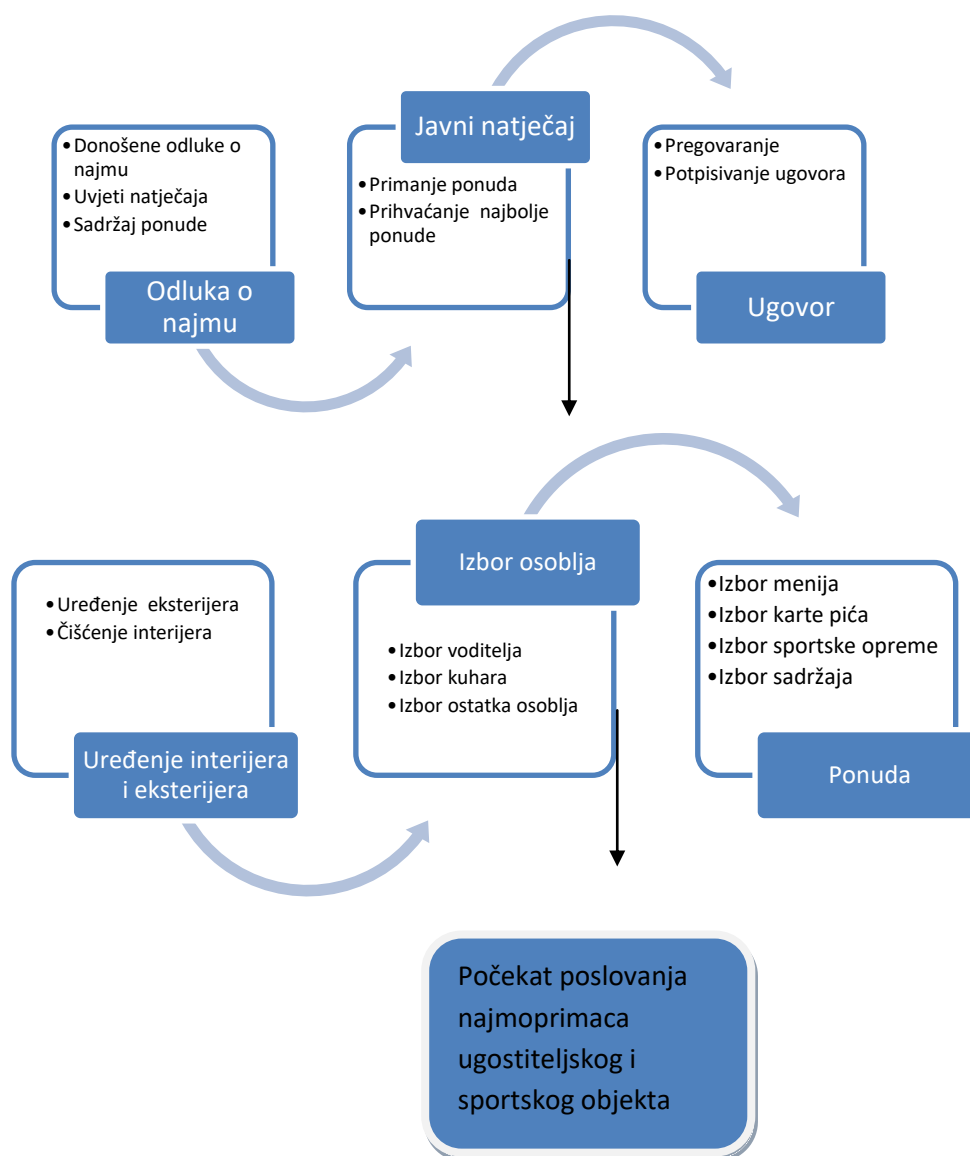 • Donošene odluke o
najmu
• Uvjeti natječaja
• Sadržaj ponude
Odluka o
najmu
Javni natječaj
• Primanje ponuda
• Prihvaćanje najbolje
ponude
• Pregovaranje
• Potpisivanje ugovora
Ugovor
• Uređenje eksterijera
• Čišćenje interijera
Uređenje interijera
i eksterijera
Izbor osoblja
• Izbor voditelja
• Izbor kuhara
• Izbor ostatka osoblja
• Izbor menija
• Izbor karte pića
• Izbor sportske opreme
• Izbor sadržaja
Ponuda
Počekat poslovanja
najmoprimaca
ugostiteljskog i
sportskog objekta